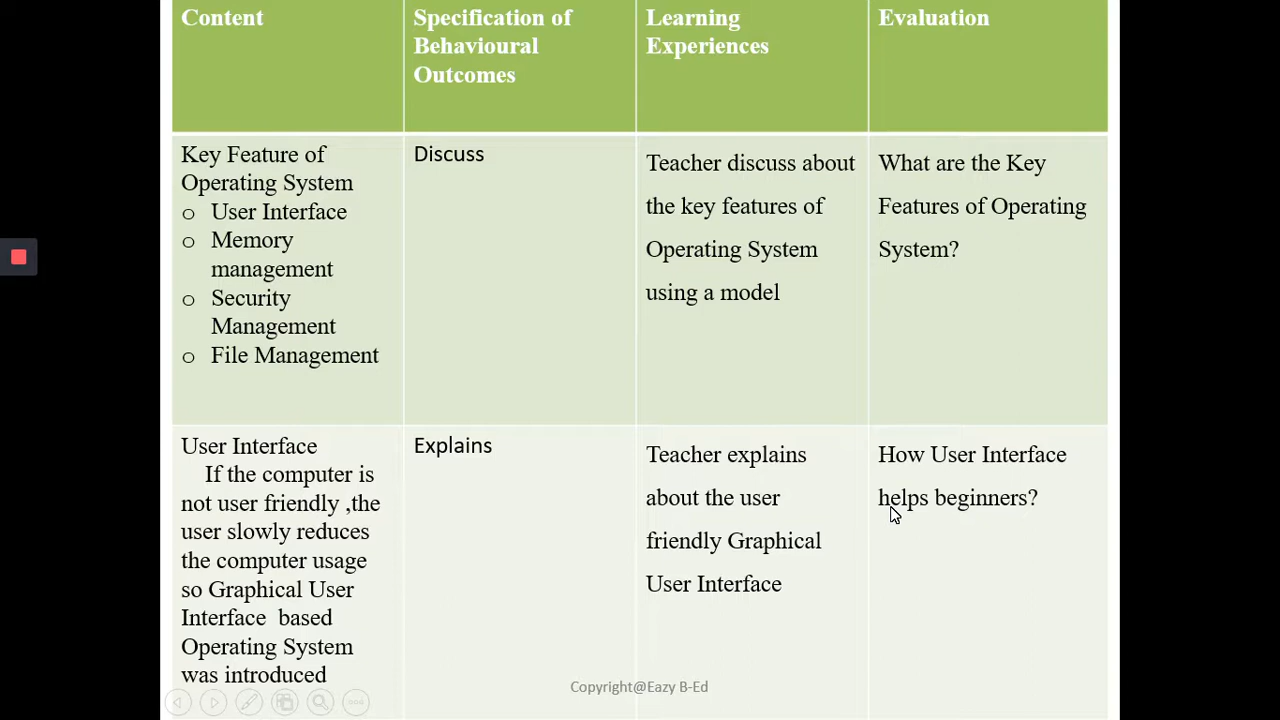 Content
Specification of
Behavioural
Outcomes
Learning
Experiences
Evaluation
Key Feature of
Operating System
o User Interface
o Memory
management
o Security
Management
o File Management
Discuss
Teacher discuss about
the key features of
Operating System
using a model
What are the Key
Features of Operating
System?
User Interface
If the computer is
not user friendly ,the
user slowly reduces
the computer usage
so Graphical User
Interface based
Operating System
was introduced
Explains
Teacher explains
about the user
friendly Graphical
User Interface
How User Interface
helps beginners?
Copyright@Eazy B-Ed